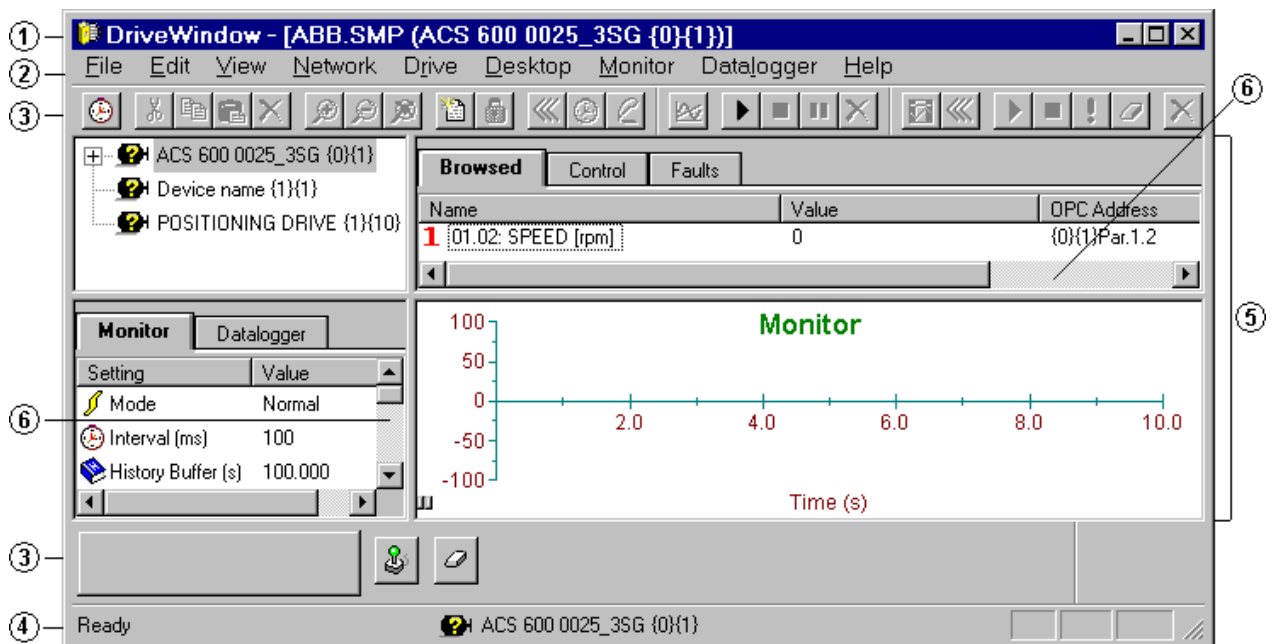 1 DriveWindow - [ABB.SMP (ACS 600 0025_3SG {0}{1})]
2 File Edit View Network Drive Desktop Monitor Datalogger Help
3
6
ACS 600 0025_3SG {0}{1}
Device name {1}{1}
POSITIONING DRIVE {1}{10}
Browsed Control Faults
Name Value OPC Address
1 01.02: SPEED [rpm] 0 {0}{1}Par.1.2
5
Monitor Datalogger
Setting Value
Mode Normal
6
Interval (ms) 100
History Buffer (s) 100.000
Monitor
100
50
0
-50
-100
2.0 4.0 6.0 8.0 10.0
Time (s)
3
4 Ready ACS 600 0025_3SG {0}{1}